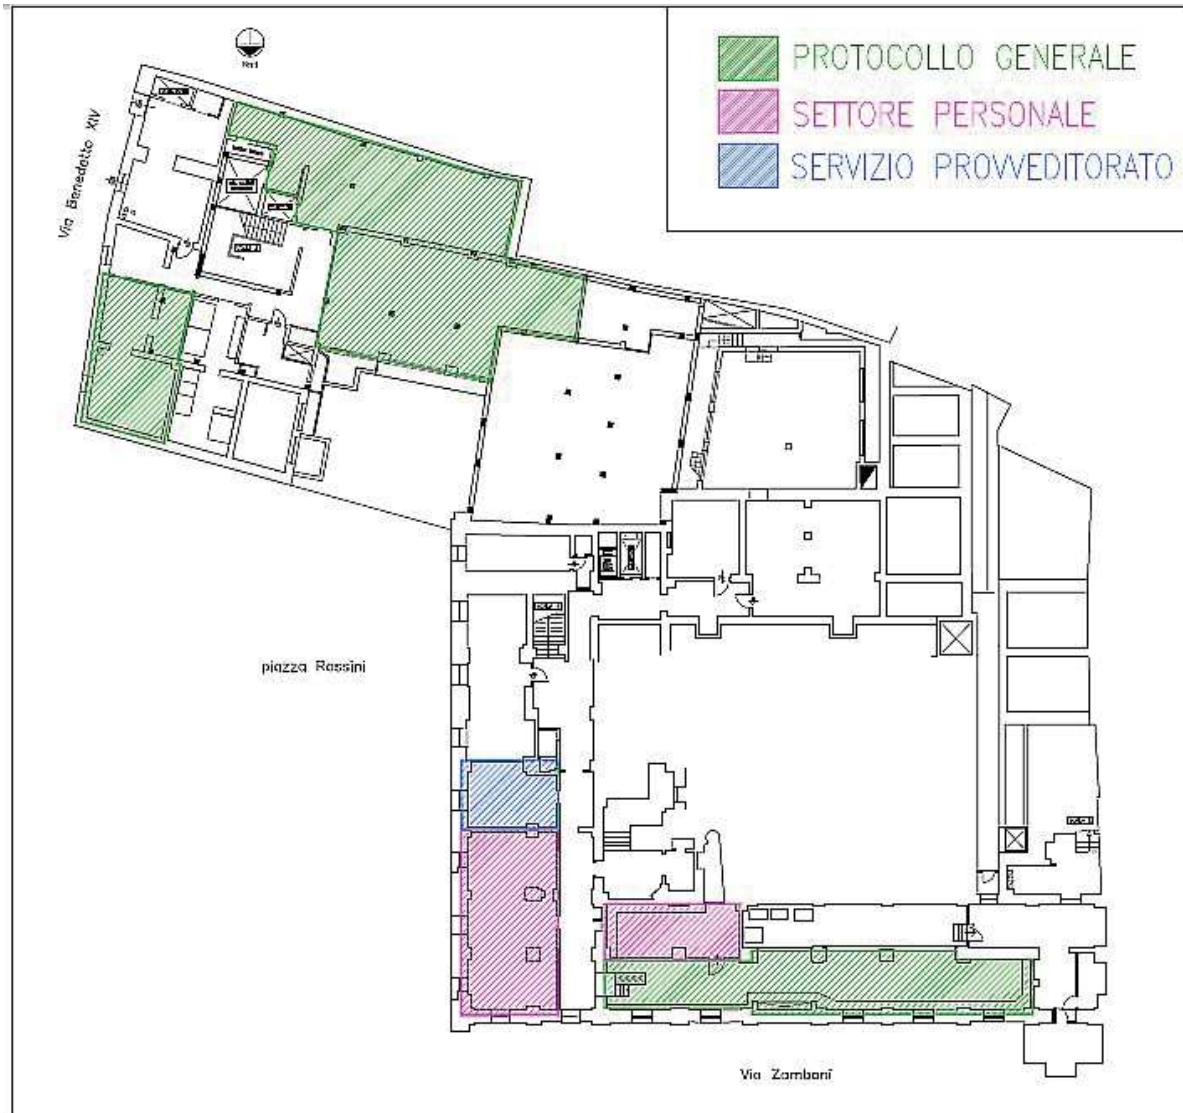 PROTOCOLLO GENERALE
SETTORE PERSONALE
SERVIZIO PROVVEDITORATO
Via Benedetto XIV
piazza Rossini
Via Zamboni